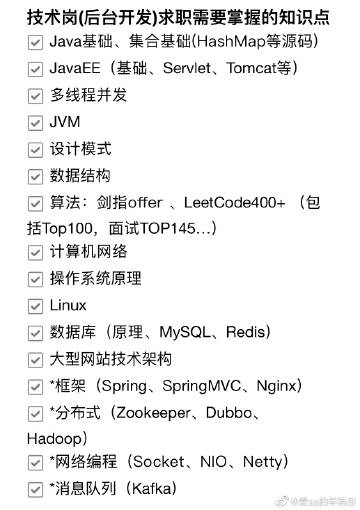 技术岗(后台开发)求职需要掌握的知识点
Java基础、集合基础(HashMap等源码)
JavaEE（基础、Servlet、Tomcat等）
多线程并发
JVM
设计模式
数据结构
算法：剑指offer 、LeetCode400+ （包
括Top100，面试TOP145…）
计算机网络
操作系统原理
Linux
数据库（原理、MySQL、Redis）
大型网站技术架构
*框架（Spring、SpringMVC、Nginx）
*分布式（Zookeeper、Dubbo、
Hadoop）
*网络编程（Socket、NIO、Netty）
*消息队列（Kafka）